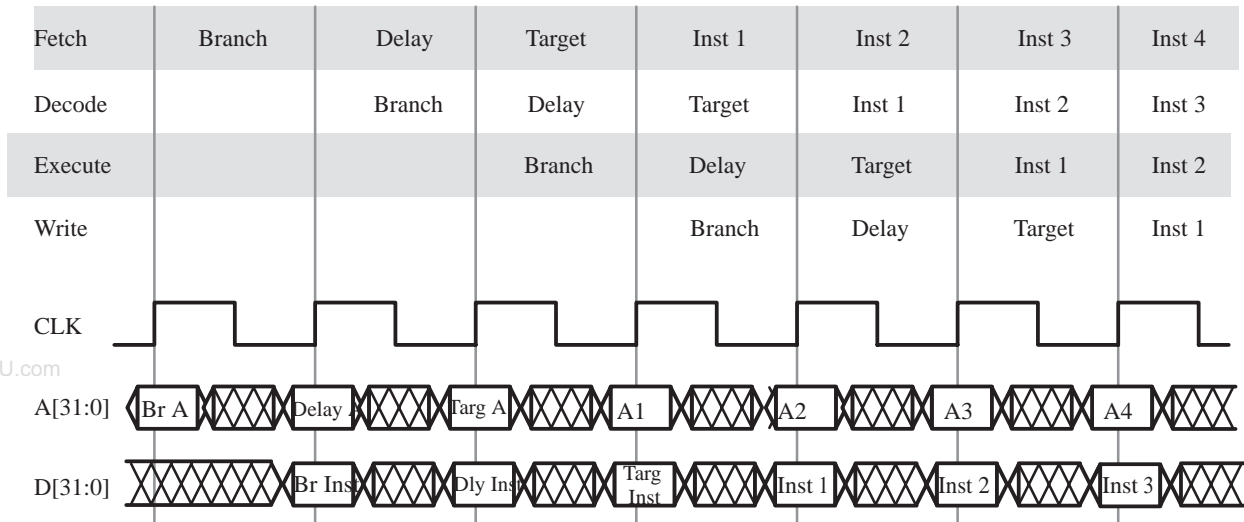 Fetch Branch Delay Target Inst 1 Inst 2 Inst 3 Inst 4
Decode Branch Delay Target Inst 1 Inst 2 Inst 3
Execute Branch Delay Target Inst 1 Inst 2
Write Branch Delay Target Inst 1
CLK
U.com
A[31:0] Br A Delay A Targ A A1 A2 A3 A4
D[31:0] Br Inst Dly Inst Targ Inst Inst 1 Inst 2 Inst 3